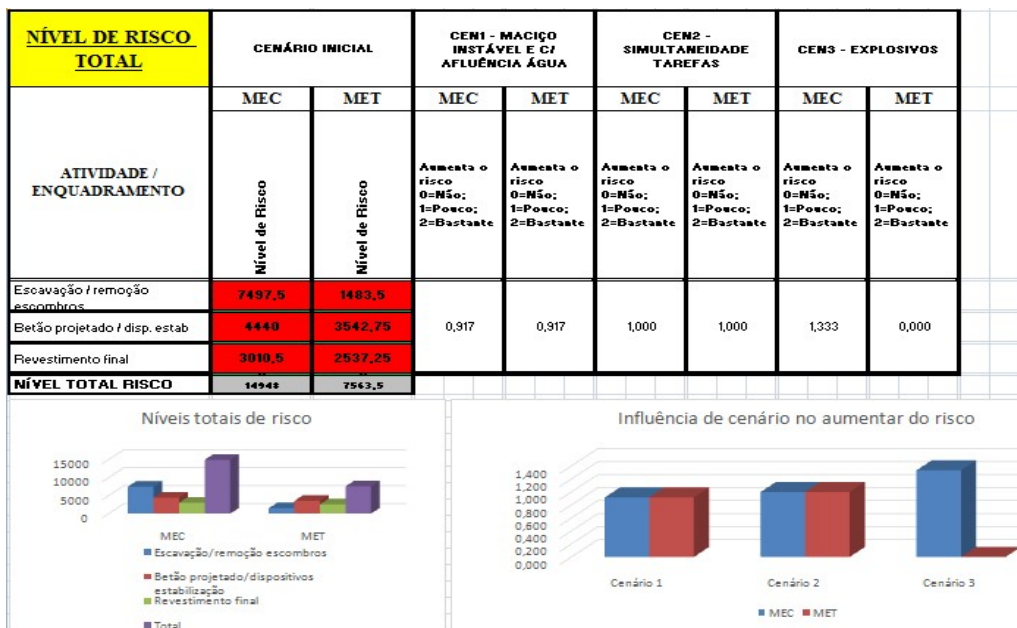 NÍVEL DE RISCO
TOTAL
CENÁRIO INICIAL
CEN1 - MACIÇO
INSTÁVEL E C/
AFLUÊNCIA ÁGUA
CEN2 -
SIMULTANEIDADE
TAREFAS
CEN3 - EXPLOSIVOS
MEC MET MEC MET MEC MET MEC MET
ATIVIDADE /
ENQUADRAMENTO
Nível de Risco
Nível de Risco
Aumenta o
risco
0=Não;
1=Pouco;
2=Bastante
Aumenta o
risco
0=Não;
1=Pouco;
2=Bastante
Aumenta o
risco
0=Não;
1=Pouco;
2=Bastante
Aumenta o
risco
0=Não;
1=Pouco;
2=Bastante
Aumenta o
risco
0=Não;
1=Pouco;
2=Bastante
Aumenta o
risco
0=Não;
1=Pouco;
2=Bastante
Escavação / remoção
escombros
7497,5 1483,5
Betão projetado / disp. estab
4440 3542,75 0,917 0,917 1,000 1,000 1,333 0,000
Revestimento final
3010,5 2537,25
NÍVEL TOTAL RISCO 14948 7563,5
Níveis totais de risco
15000
10000
5000
0
MEC MET
Escavação/remoção escombros
Betão projetado/dispositivos
estabilização
Revestimento final
Total
Influência de cenário no aumentar do risco
1,400
1,200
1,000
0,800
0,600
0,400
0,200
0,000
Cenário 1 Cenário 2 Cenário 3
MEC MET